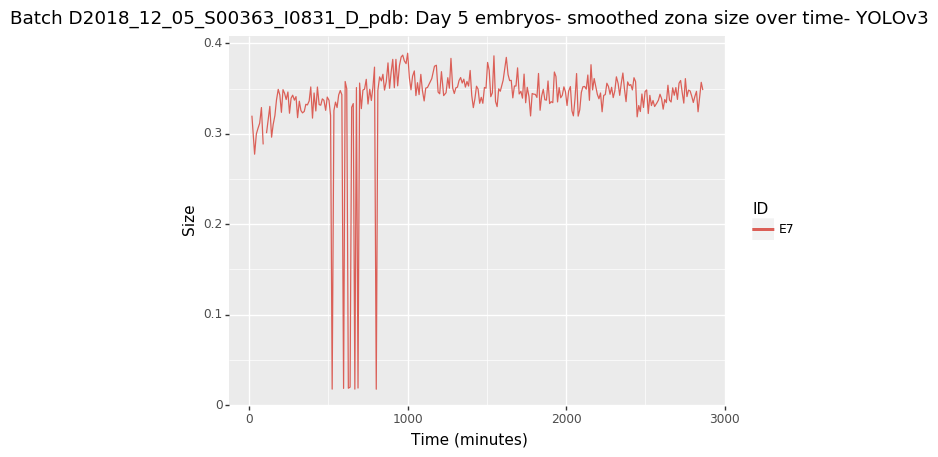 Batch D2018_12_05_S00363_I0831_D_pdb: Day 5 embryos- smoothed zona size over time- YOLOv3
0.4
0.3
0.2
0.1
0
Size
0
1000
2000
3000
Time (minutes)
ID
E7